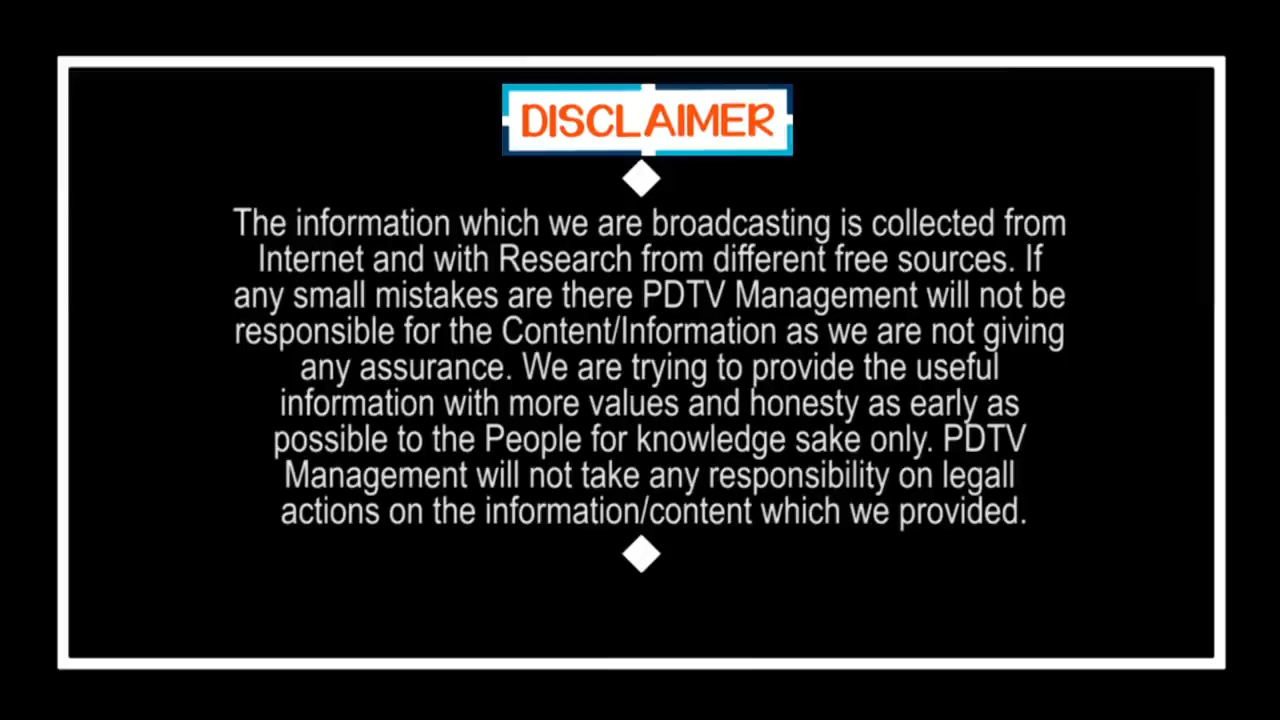 DISCLAIMER
The information which we are broadcasting is collected from
Internet and with Research from different free sources. If
any small mistakes are there PDTV Management will not be
responsible for the Content/Information as we are not giving
any assurance. We are trying to provide the useful
information with more values and honesty as early as
possible to the People for knowledge sake only. PDTV
Management will not take any responsibility on legall
actions on the information/content which we provided.